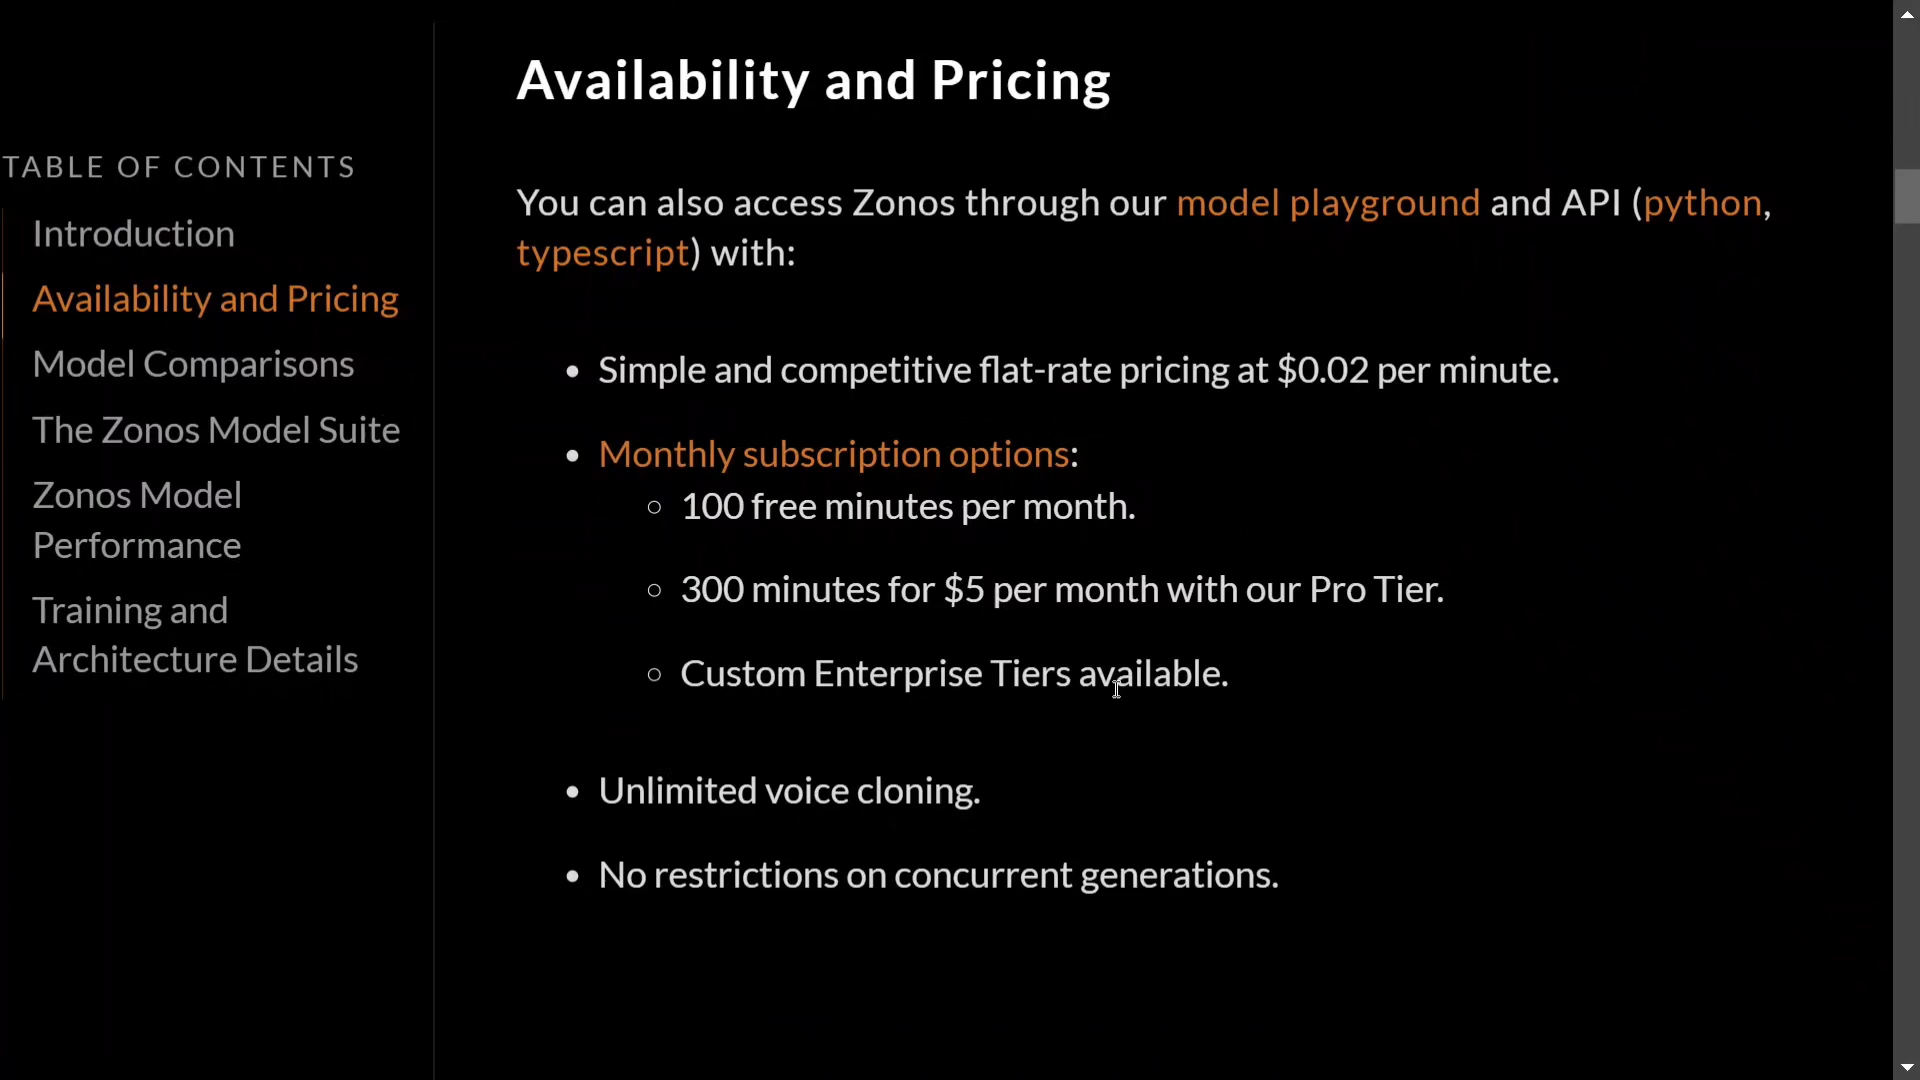 TABLE OF CONTENTS
Introduction
Availability and Pricing
Model Comparisons
The Zonos Model Suite
Zonos Model
Performance
Training and
Architecture Details
Availability and Pricing
You can also access Zonos through our model playground and API (python,
typescript) with:
• Simple and competitive flat-rate pricing at $0.02 per minute.
• Monthly subscription options:
◦ 100 free minutes per month.
◦ 300 minutes for $5 per month with our Pro Tier.
◦ Custom Enterprise Tiers available.
• Unlimited voice cloning.
• No restrictions on concurrent generations.